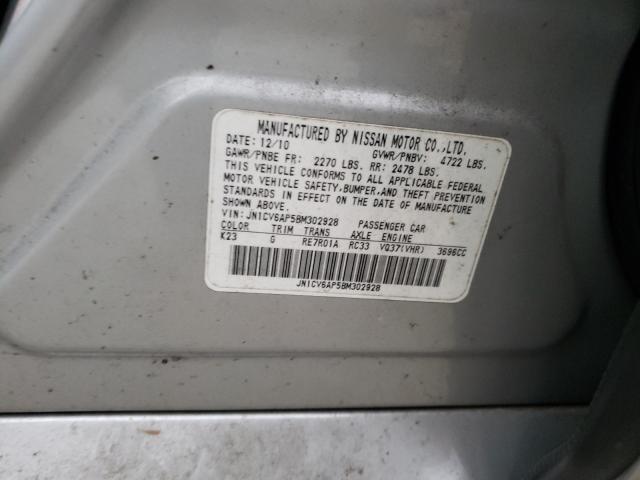 MANUFACTURED BY NISSAN MOTOR CO.,LTD.
DATE: 12/10 GVWR/PNBV: 4722 LBS.
GAWR/PNBE FR: 2270 LBS. RR: 2478 LBS.
THIS VEHICLE CONFORMS TO ALL APPLICABLE FEDERAL
MOTOR VEHICLE SAFETY,BUMPER,AND THEFT PREVENTION
STANDARDS IN EFFECT ON THE DATE OF MANUFACTURE
SHOWN ABOVE.
VIN: JN1CV6AP5BM302928 PASSENGER CAR
COLOR TRIM TRANS AXLE ENGINE
K23 G RE7R01A RC33 VQ37(VHR) 3696CC
JN1CV6AP5BM302928